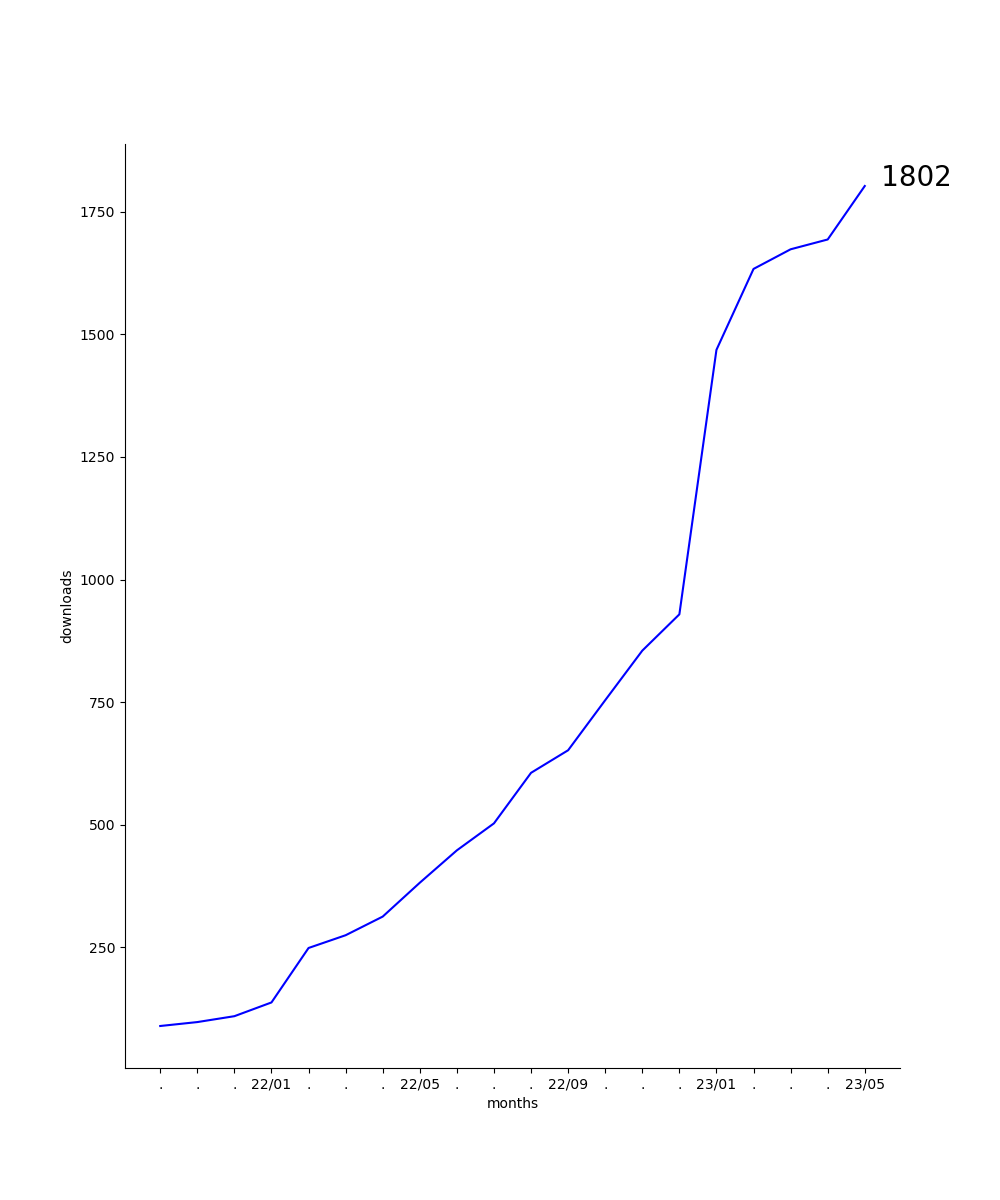 1802
1750
1500
1250
1000
750
500
250
downloads
. . . 22/01 . . . 22/05 . . . 22/09 . . . 23/01 . . . 23/05
months